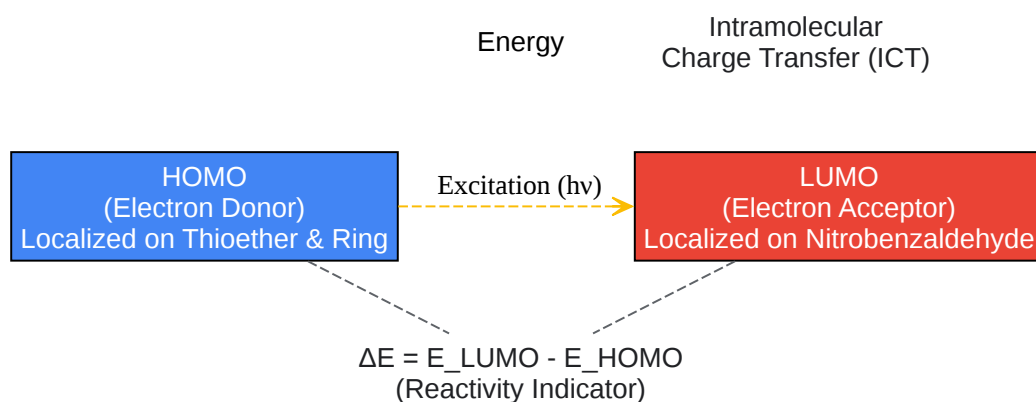 Energy
Intramolecular
Charge Transfer (ICT)
HOMO
(Electron Donor)
Localized on Thioether & Ring
Excitation (hν)
LUMO
(Electron Acceptor)
Localized on Nitrobenzaldehyde
ΔE = E_LUMO - E_HOMO
(Reactivity Indicator)